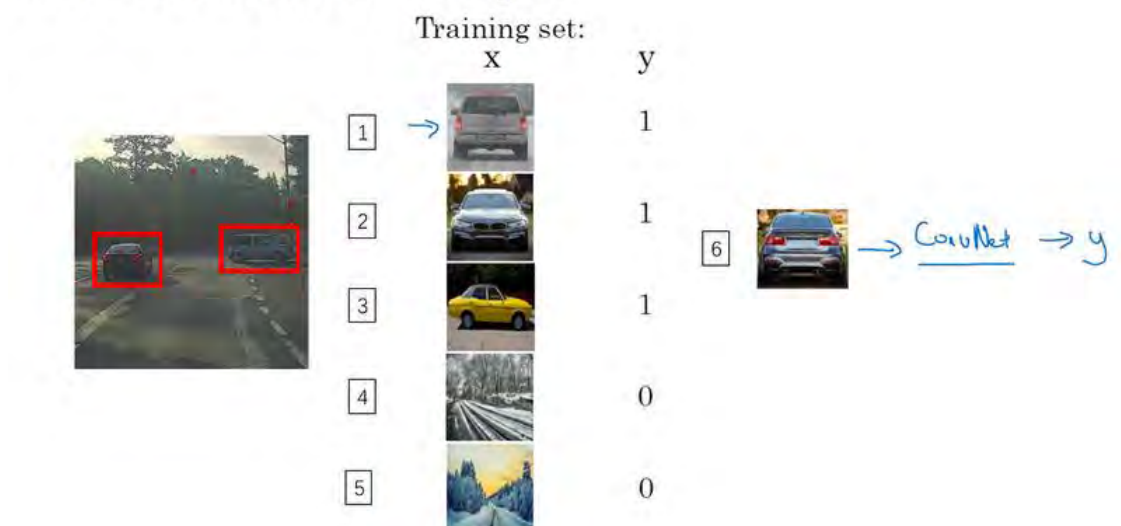 Training set:
x y
1 → 1
2 1
3 1
4 0
5 0
6 → ConvNet → y